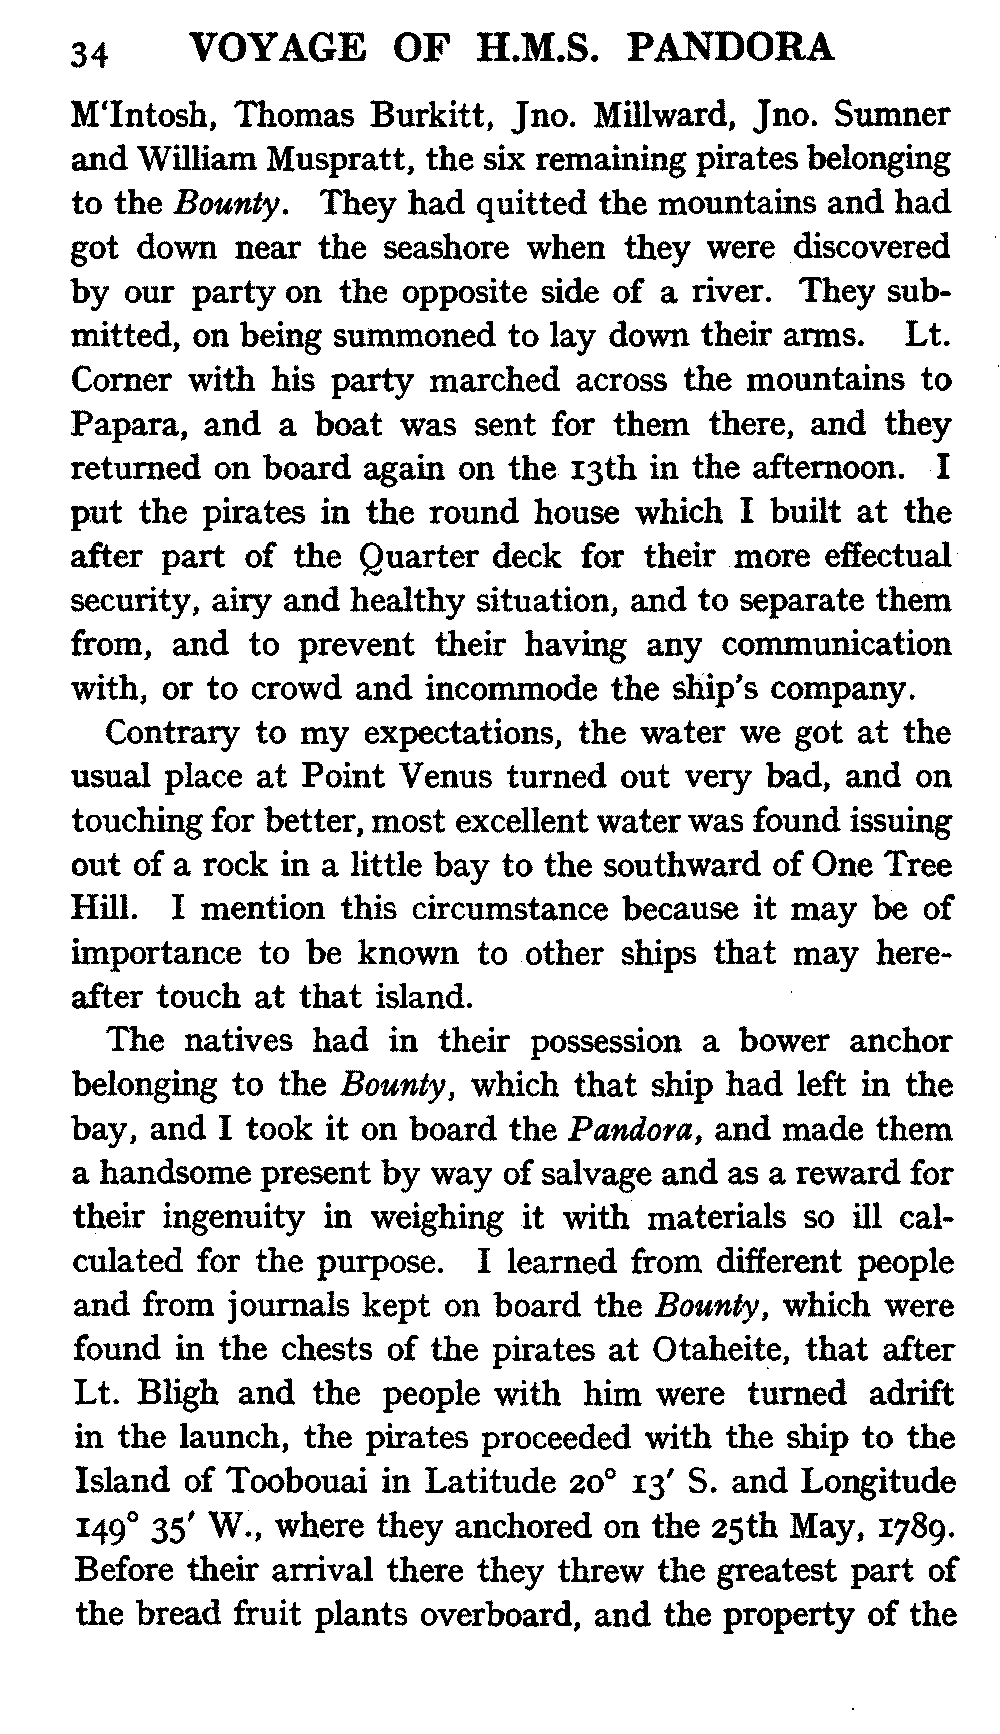 34 VOYAGE OF H.M.S. PANDORA
M‘Intosh, Thomas Burkitt, Jno. Millward, Jno. Sumner
and William Muspratt, the six remaining pirates belonging
to the Bounty. They had quitted the mountains and had
got down near the seashore when they were discovered
by our party on the opposite side of a river. They sub-
mitted, on being summoned to lay down their arms. Lt.
Corner with his party marched across the mountains to
Papara, and a boat was sent for them there, and they
returned on board again on the 13th in the afternoon. I
put the pirates in the round house which I built at the
after part of the Quarter deck for their more effectual
security, airy and healthy situation, and to separate them
from, and to prevent their having any communication
with, or to crowd and incommode the ship's company.
Contrary to my expectations, the water we got at the
usual place at Point Venus turned out very bad, and on
touching for better, most excellent water was found issuing
out of a rock in a little bay to the southward of One Tree
Hill. I mention this circumstance because it may be of
importance to be known to other ships that may here-
after touch at that island.
The natives had in their possession a bower anchor
belonging to the Bounty, which that ship had left in the
bay, and I took it on board the Pandora, and made them
a handsome present by way of salvage and as a reward for
their ingenuity in weighing it with materials so ill cal-
culated for the purpose. I learned from different people
and from journals kept on board the Bounty, which were
found in the chests of the pirates at Otaheite, that after
Lt. Bligh and the people with him were turned adrift
in the launch, the pirates proceeded with the ship to the
Island of Toobouai in Latitude 20° 13′ S. and Longitude
149° 35′ W., where they anchored on the 25th May, 1789.
Before their arrival there they threw the greatest part of
the bread fruit plants overboard, and the property of the